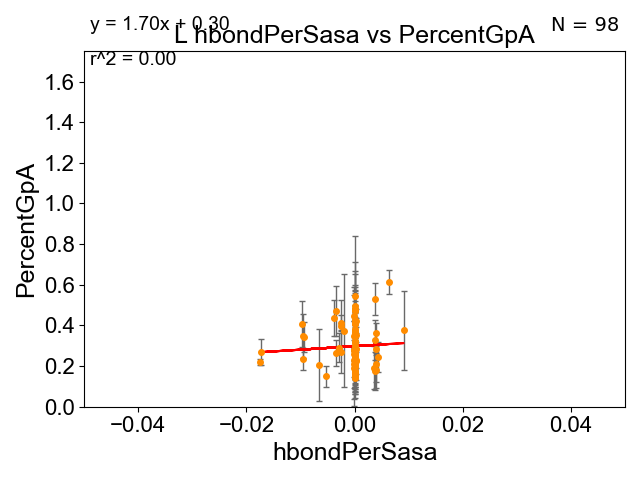 y = 1.70x + 0.30
N = 98
L hbondPerSasa vs PercentGpA
r^2 = 0.00
1.6
1.4
1.2
1.0
0.8
0.6
0.4
0.2
0.0
PercentGpA
−0.04 −0.02 0.00 0.02 0.04
hbondPerSasa